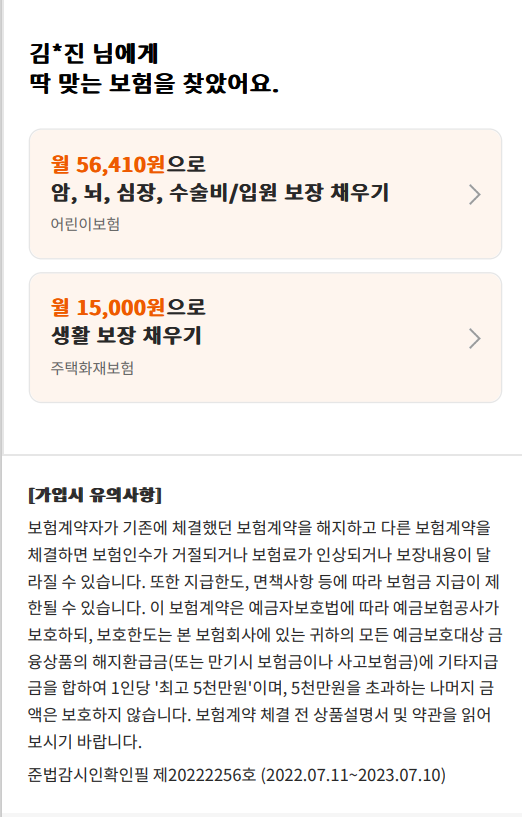 김*진 님에게
딱 맞는 보험을 찾았어요.
월 56,410원으로
암, 뇌, 심장, 수술비/입원 보장 채우기
어린이보험
월 15,000원으로
생활 보장 채우기
주택화재보험
[가입시 유의사항]
보험계약자가 기존에 체결했던 보험계약을 해지하고 다른 보험계약을
체결하면 보험인수가 거절되거나 보험료가 인상되거나 보장내용이 달
라질 수 있습니다. 또한 지급한도, 면책사항 등에 따라 보험금 지급이 제
한될 수 있습니다. 이 보험계약은 예금자보호법에 따라 예금보험공사가
보호하되, 보호한도는 본 보험회사에 있는 귀하의 모든 예금보호대상 금
융상품의 해지환급금(또는 만기시 보험금이나 사고보험금)에 기타지급
금을 합하여 1인당 '최고 5천만원'이며, 5천만원을 초과하는 나머지 금
액은 보호하지 않습니다. 보험계약 체결 전 상품설명서 및 약관을 읽어
보시기 바랍니다.
준법감시인확인필 제20222256호 (2022.07.11~2023.07.10)